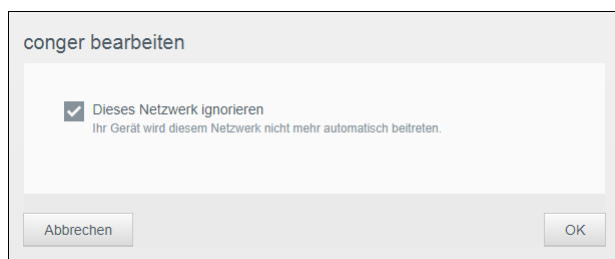 conger bearbeiten
Dieses Netzwerk ignorieren
Ihr Gerät wird diesem Netzwerk nicht mehr automatisch beitreten.
Abbrechen
OK